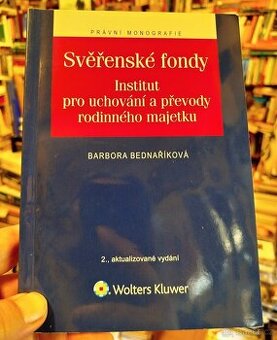 PRÁVNÍ MONOGRAFIE
Svěřenské fondy
Institut
pro uchování a převody
rodinného majetku
BARBORA BEDNAŘÍKOVÁ
2., aktualizované vydání
Wolters Kluwer